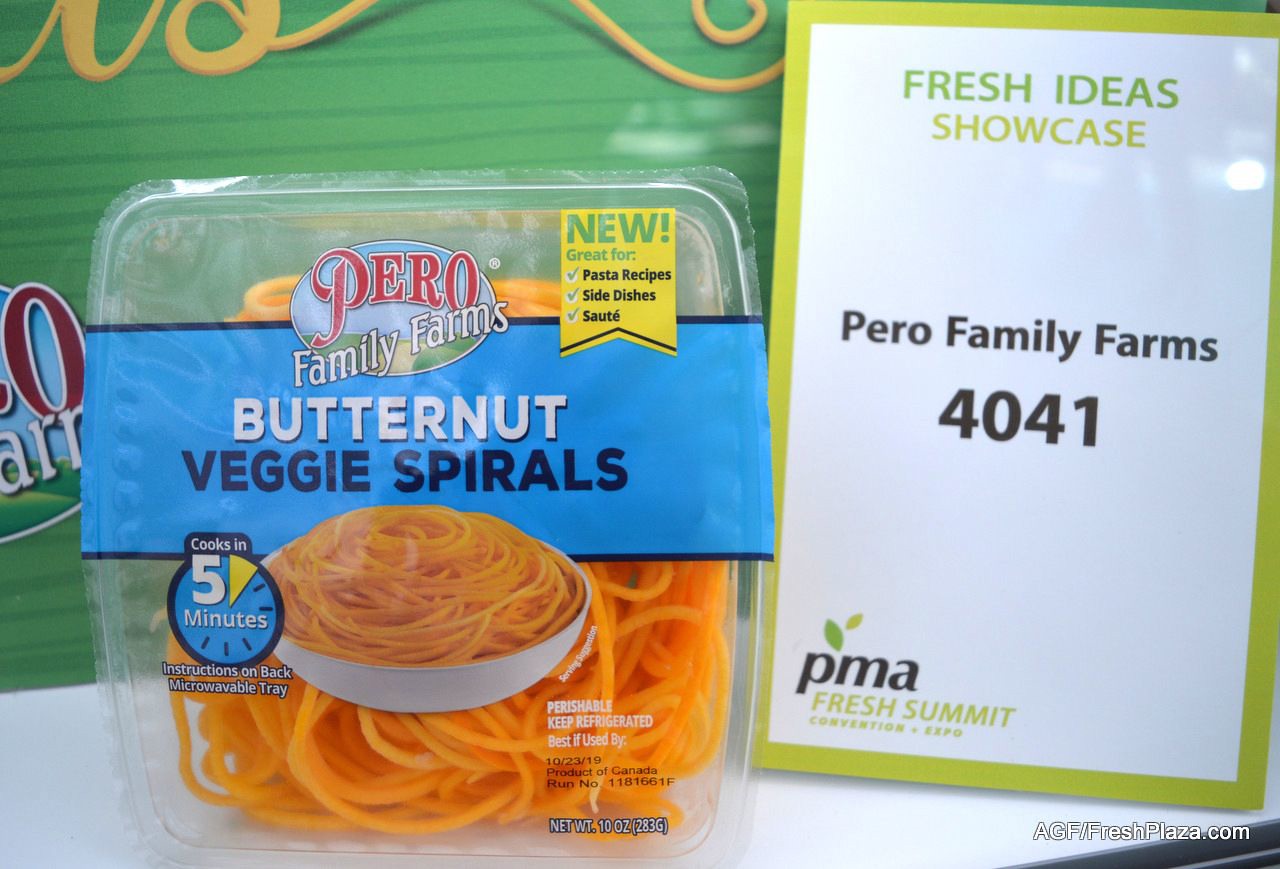 PERO
Family Farms
®
NEW!
Great for:
Pasta Recipes
Side Dishes
Sauté
BUTTERNUT
VEGGIE SPIRALS
Cooks in
5
Minutes
Instructions on Back
Microwavable Tray
Serving Suggestion
PERISHABLE
KEEP REFRIGERATED
Best if Used By:
10/23/19
Product of Canada
Run No. 1181661F
NET WT. 10 OZ (283G)
FRESH IDEAS
SHOWCASE
Pero Family Farms
4041
pma
FRESH SUMMIT
CONVENTION + EXPO
AGF/FreshPlaza.com